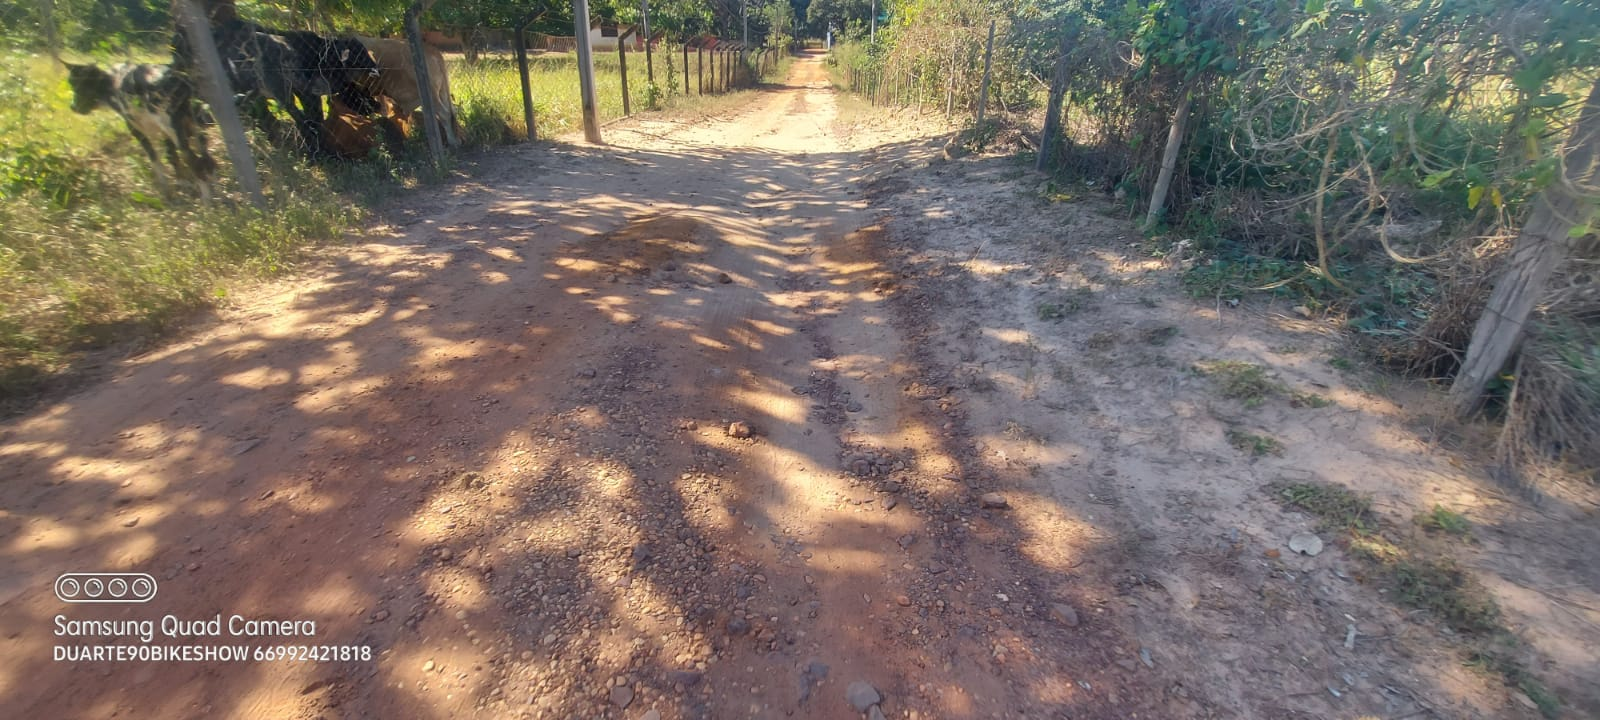 Samsung Quad Camera
DUARTE90BIKESHOW 66992421818